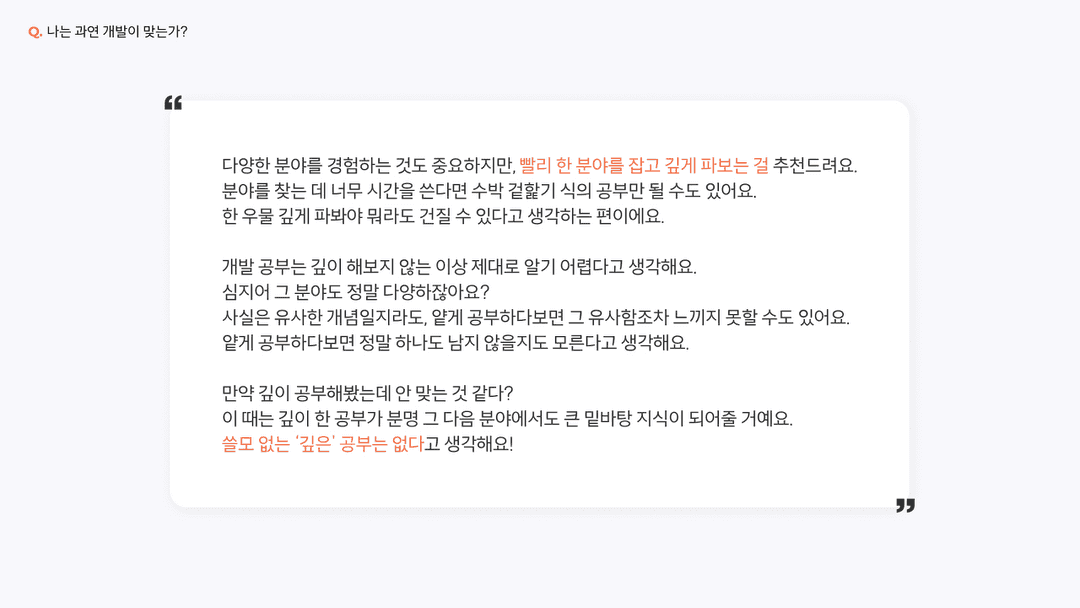 Q. 나는 과연 개발이 맞는가?
“
다양한 분야를 경험하는 것도 중요하지만, 빨리 한 분야를 잡고 깊게 파보는 걸 추천드려요.
분야를 찾는 데 너무 시간을 쓴다면 수박 겉핥기 식의 공부만 될 수도 있어요.
한 우물 깊게 파봐야 뭐라도 건질 수 있다고 생각하는 편이에요.
개발 공부는 깊이 해보지 않는 이상 제대로 알기 어렵다고 생각해요.
심지어 그 분야도 정말 다양하잖아요?
사실은 유사한 개념일지라도, 얕게 공부하다보면 그 유사함조차 느끼지 못할 수도 있어요.
얕게 공부하다보면 정말 하나도 남지 않을지도 모른다고 생각해요.
만약 깊이 공부해봤는데 안 맞는 것 같다?
이 때는 깊이 한 공부가 분명 그 다음 분야에서도 큰 밑바탕 지식이 되어줄 거예요.
쓸모 없는 ‘깊은’ 공부는 없다고 생각해요!
”